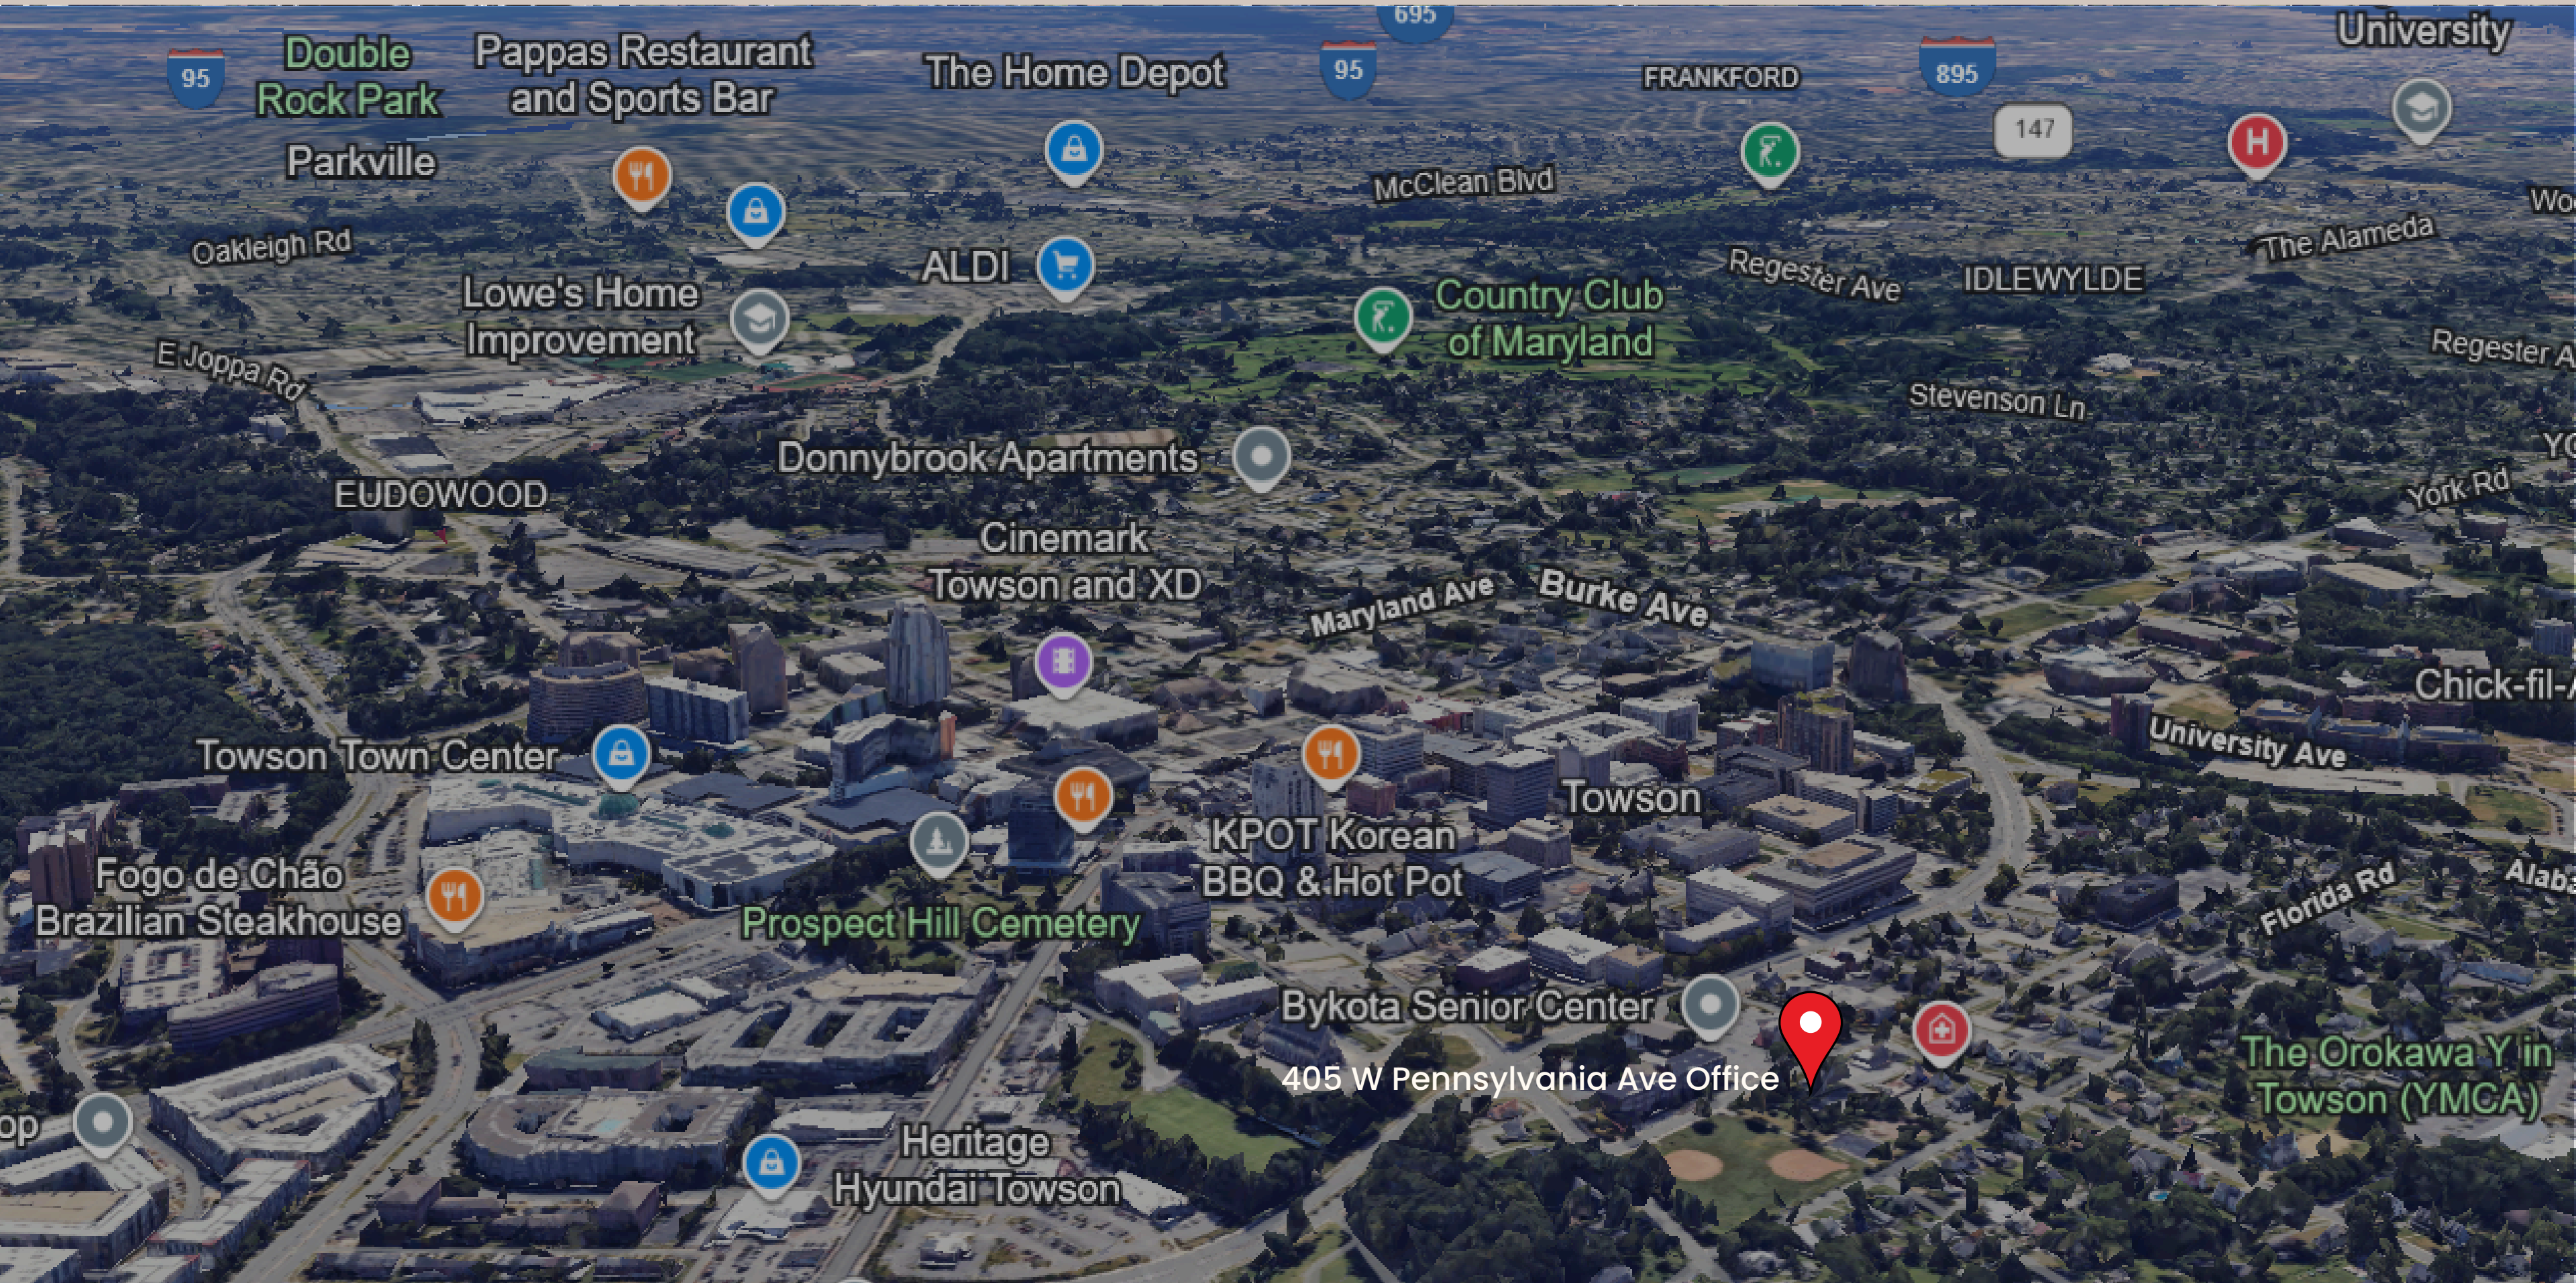 695
University
Double
Rock Park
Pappas Restaurant
and Sports Bar
The Home Depot
95
95
FRANKFORD
895
147
H
Parkville
McClean Blvd
Oakleigh Rd
ALDI
Regester Ave
IDLEWYLDE
The Alameda
Lowe's Home
Improvement
Country Club
of Maryland
E Joppa Rd
Stevenson Ln
Regester A
Donnybrook Apartments
EUDOWOOD
York Rd
Cinemark
Towson and XD
Maryland Ave
Burke Ave
Chick-fil-A
Towson Town Center
University Ave
Towson
KPOT Korean
BBQ & Hot Pot
Fogo de Chão
Brazilian Steakhouse
Prospect Hill Cemetery
Florida Rd
Bykota Senior Center
405 W Pennsylvania Ave Office
The Orokawa Y in
Towson (YMCA)
op
Heritage
Hyundai Towson